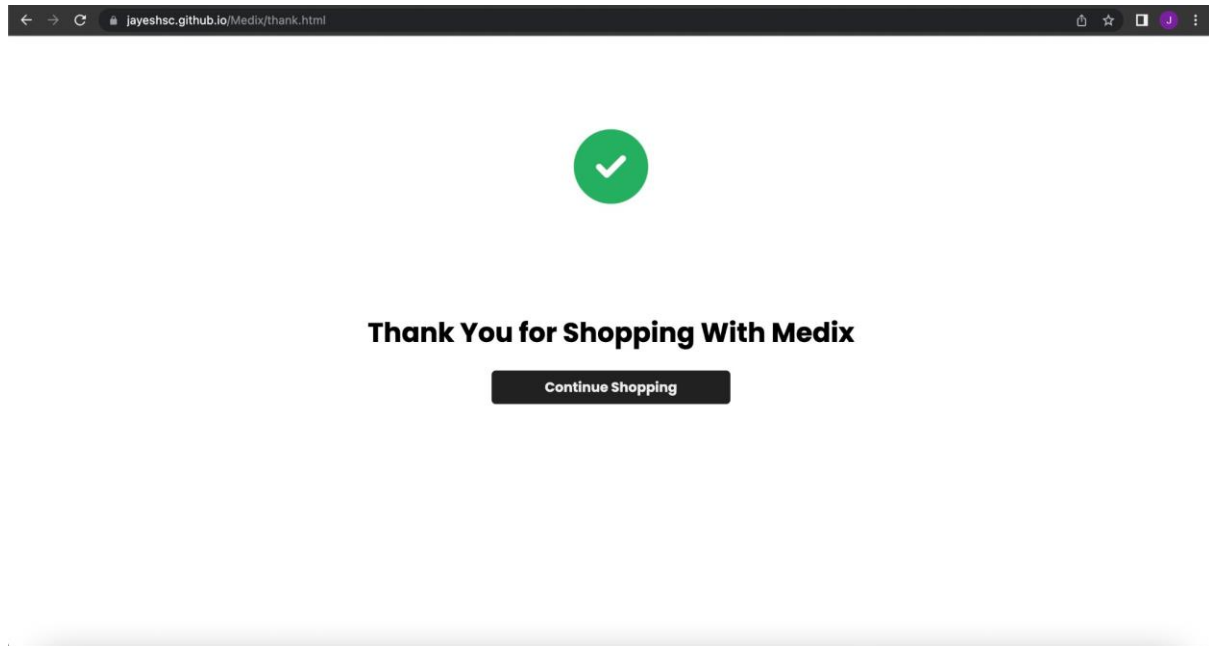 jayeshsc.github.io/Medix/thank.html
J
Thank You for Shopping With Medix
Continue Shopping